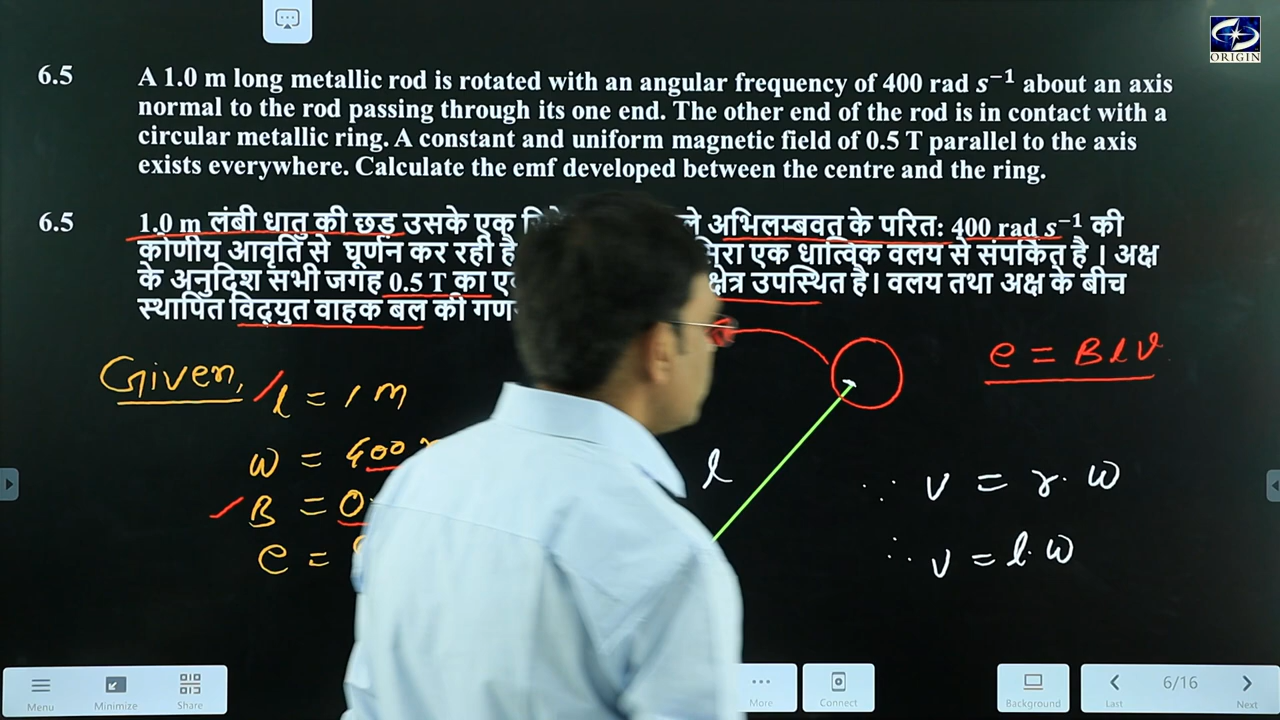 ORIGIN
6.5 A 1.0 m long metallic rod is rotated with an angular frequency of 400 rad s⁻¹ about an axis
normal to the rod passing through its one end. The other end of the rod is in contact with a
circular metallic ring. A constant and uniform magnetic field of 0.5 T parallel to the axis
exists everywhere. Calculate the emf developed between the centre and the ring.
6.5 1.0 m लंबी धातु की छड़ उसके एक अभिलम्बवत् के परित: 400 rad s⁻¹ की
कोणीय आवृति से घूर्णन कर रही एक धात्विक वलय से संपर्कित है । अक्ष
के अनुदिश सभी जगह 0.5 T का उपस्थित है। वलय तथा अक्ष के बीच
स्थापित विद्युत वाहक बल की
Given,
l = 1 m
ω = 400
B = 0
e =
l
e = Blv
∵ v = r. ω
∴ v = l. ω
Menu
Minimize
Share
More
Connect
Background
Last
6/16
Next